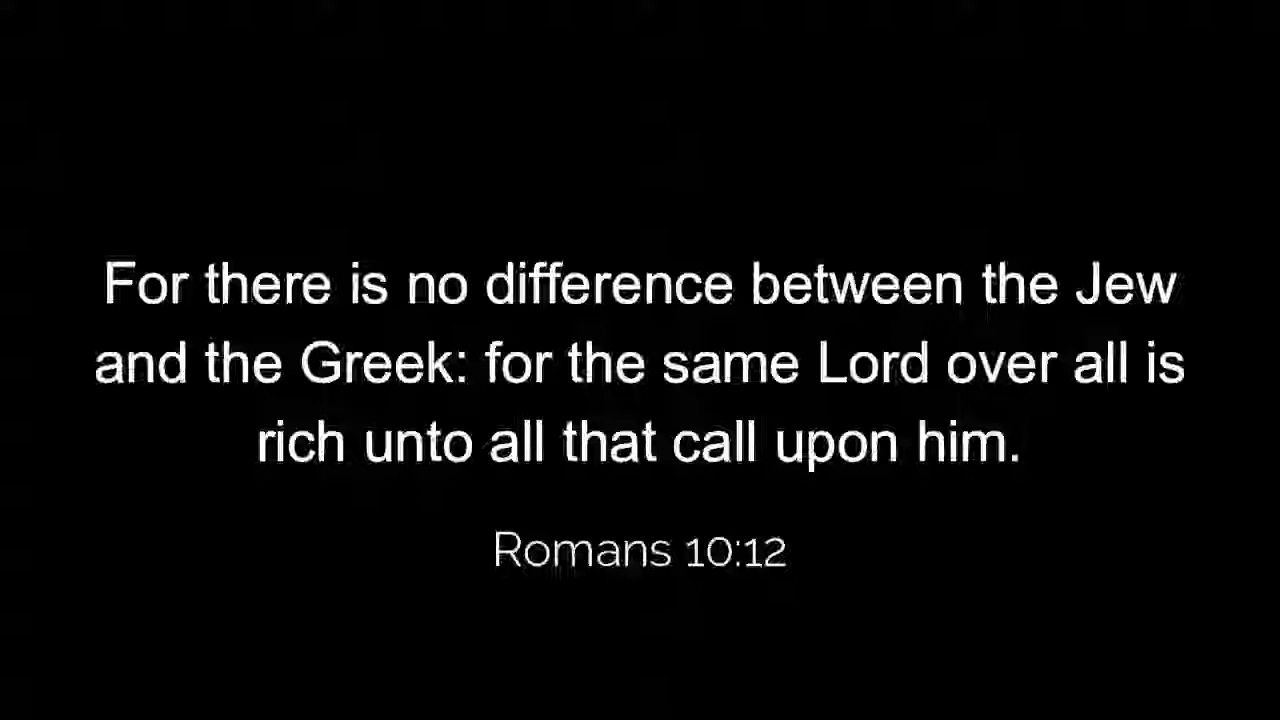 For there is no difference between the Jew
and the Greek: for the same Lord over all is
rich unto all that call upon him.
Romans 10:12